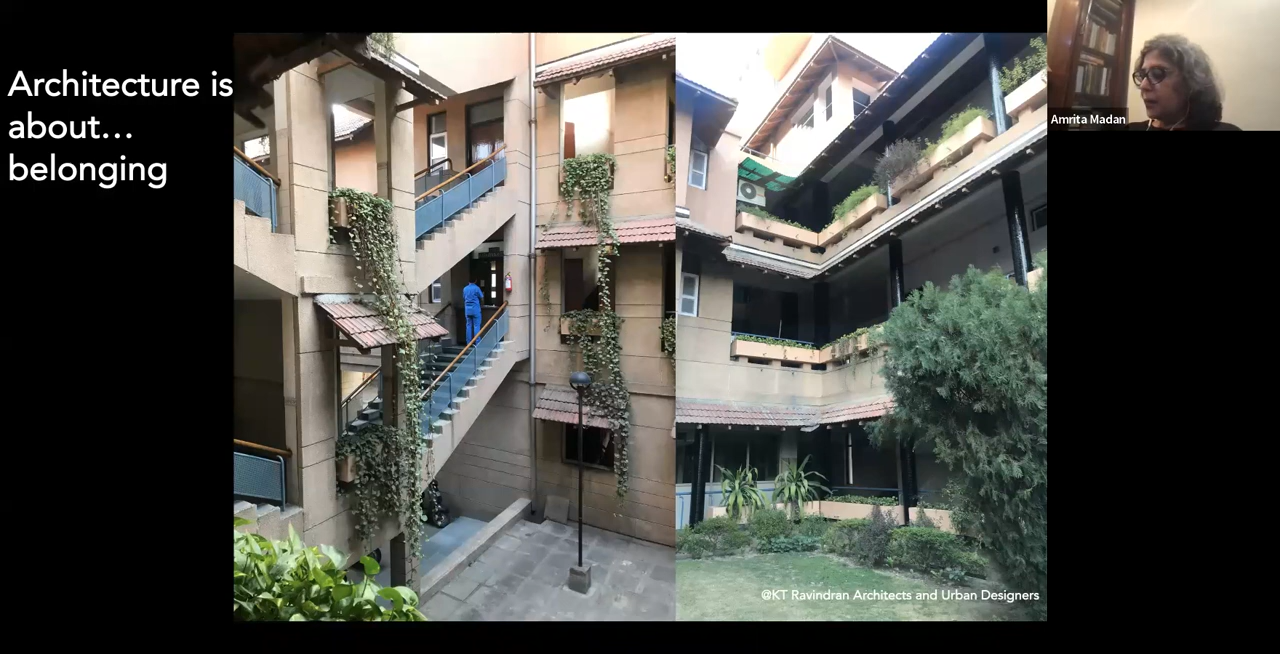 Architecture is
about...
belonging
Amrita Madan
@KT Ravindran Architects and Urban Designers